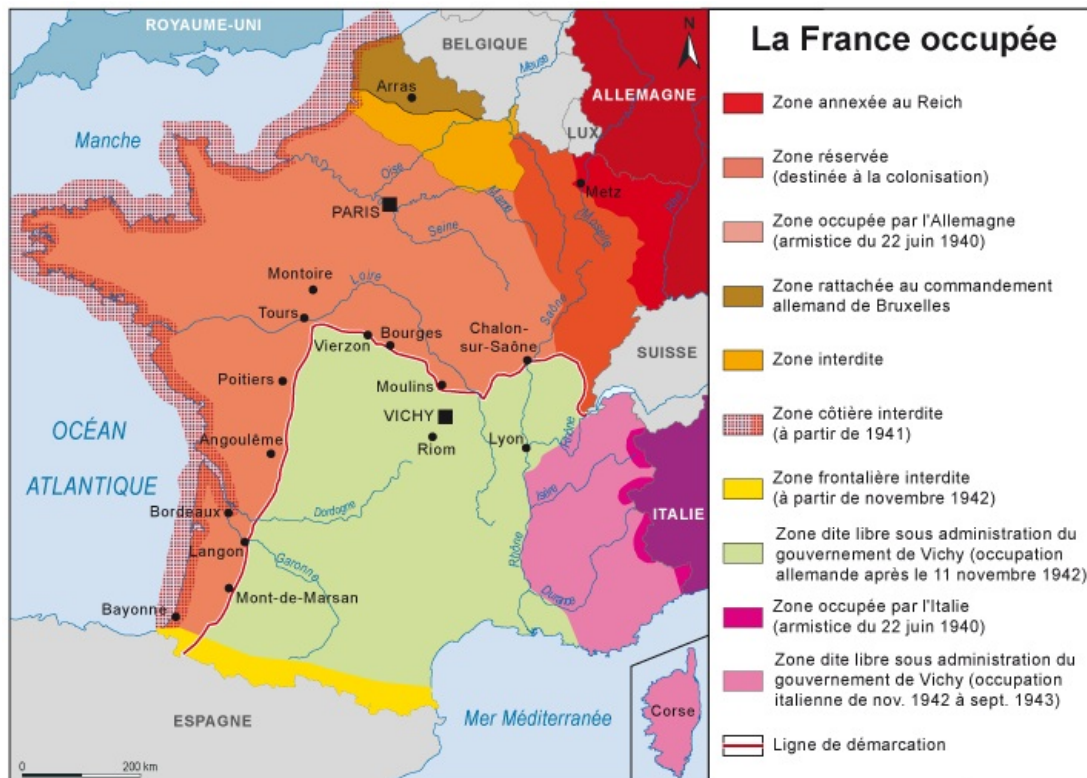 ROYAUME-UNI
BELGIQUE
Meuse
N
ALLEMAGNE
Arras
LUX
Manche
Oise
Metz
Rhin
PARIS
Marne
Moselle
Seine
Montoire
Loire
Tours
Saône
Vierzon
Bourges
Chalon-
sur-Saône
SUISSE
Poitiers
Moulins
VICHY
OCÉAN
ATLANTIQUE
Angoulême
Riom
Lyon
Rhône
Isère
ITALIE
Bordeaux
Dordogne
Langon
Garonne
Rhône
Durance
Mont-de-Marsan
Bayonne
ESPAGNE
Mer Méditerranée
Corse
0 200 km
La France occupée
Zone annexée au Reich
Zone réservée
(destinée à la colonisation)
Zone occupée par l'Allemagne
(armistice du 22 juin 1940)
Zone rattachée au commandement
allemand de Bruxelles
Zone interdite
Zone côtière interdite
(à partir de 1941)
Zone frontalière interdite
(à partir de novembre 1942)
Zone dite libre sous administration du
gouvernement de Vichy (occupation
allemande après le 11 novembre 1942)
Zone occupée par l'Italie
(armistice du 22 juin 1940)
Zone dite libre sous administration du
gouvernement de Vichy (occupation
italienne de nov. 1942 à sept. 1943)
Ligne de démarcation